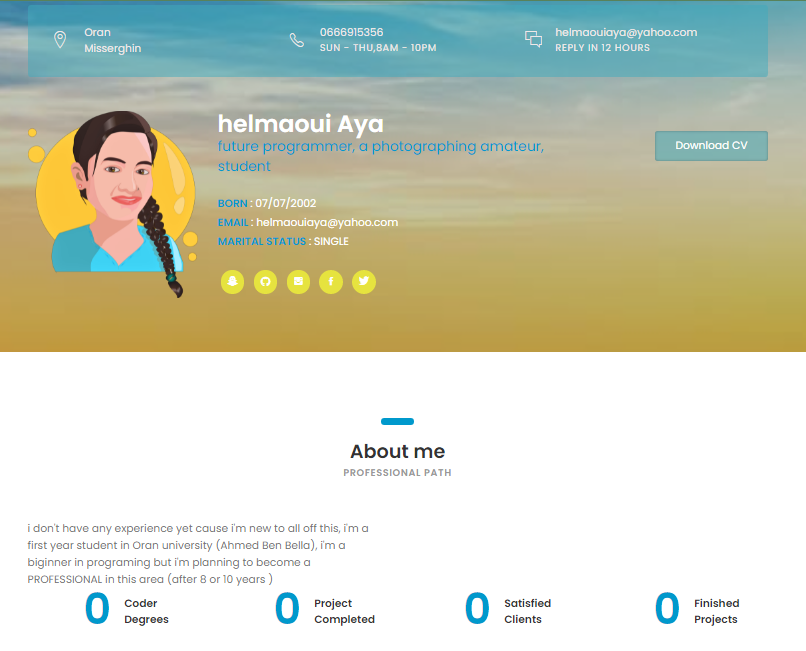 Oran
Misserghin
0666915356
SUN - THU,8AM - 10PM
helmaouiaya@yahoo.com
REPLY IN 12 HOURS
helmaoui Aya
future programmer, a photographing amateur,
student
Download CV
BORN : 07/07/2002
EMAIL : helmaouiaya@yahoo.com
MARITAL STATUS : SINGLE
About me
PROFESSIONAL PATH
i don't have any experience yet cause i'm new to all off this, i'm a
first year student in Oran university (Ahmed Ben Bella), i'm a
biginner in programing but i'm planning to become a
PROFESSIONAL in this area (after 8 or 10 years )
0 Coder
Degrees
0 Project
Completed
0 Satisfied
Clients
0 Finished
Projects